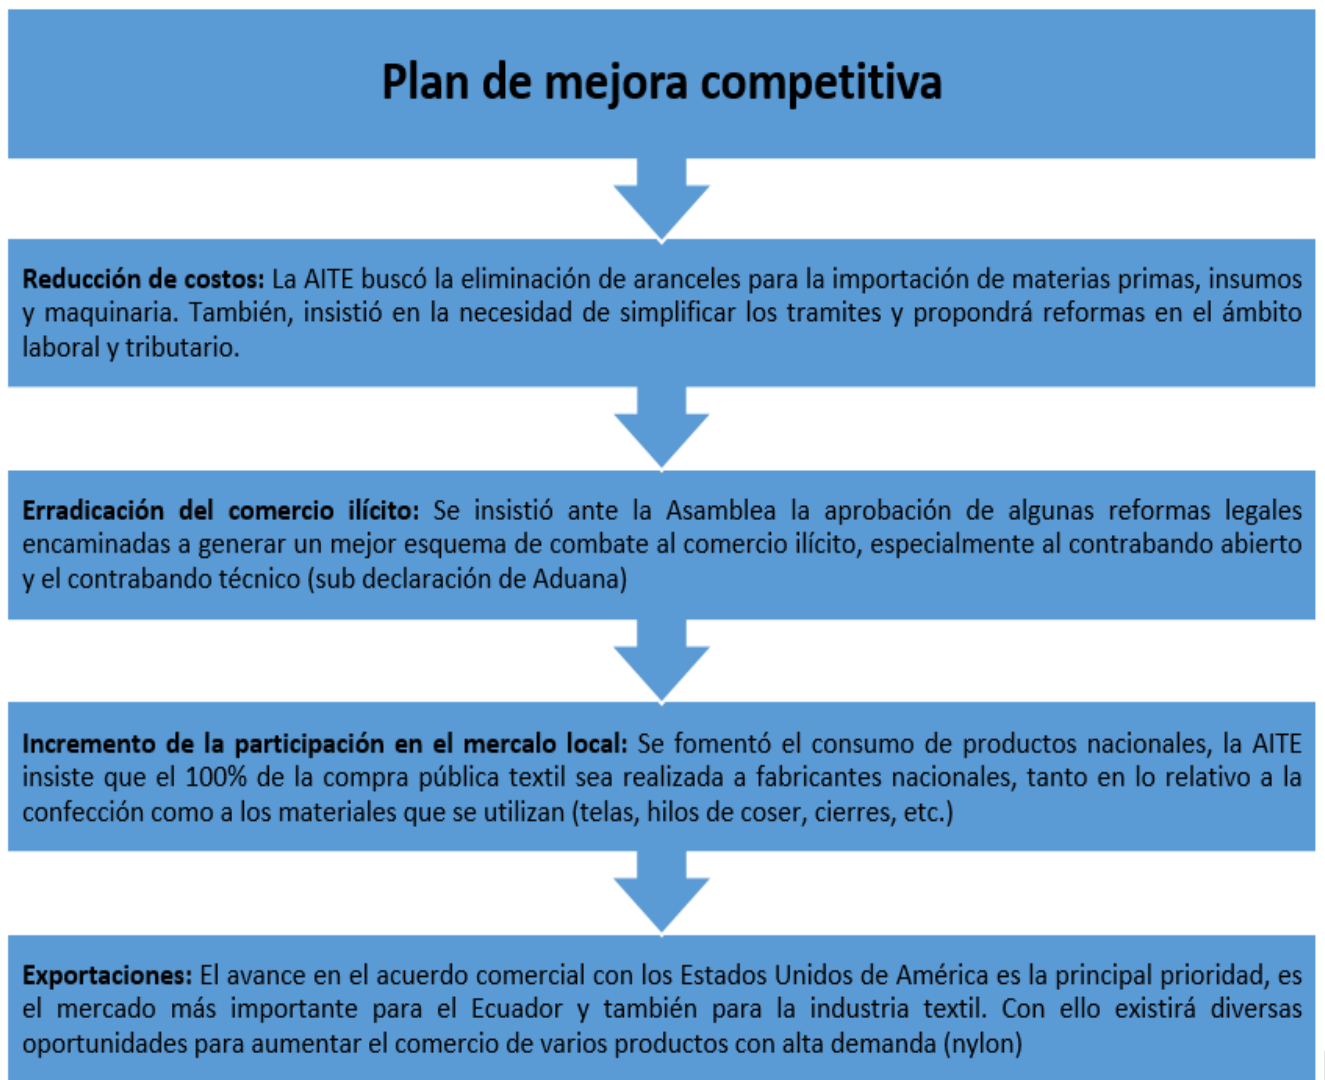 Plan de mejora competitiva
Reducción de costos: La AITE buscó la eliminación de aranceles para la importación de materias primas, insumos
y maquinaria. También, insistió en la necesidad de simplificar los tramites y propondrá reformas en el ámbito
laboral y tributario.
Erradicación del comercio ilícito: Se insistió ante la Asamblea la aprobación de algunas reformas legales
encaminadas a generar un mejor esquema de combate al comercio ilícito, especialmente al contrabando abierto
y el contrabando técnico (sub declaración de Aduana)
Incremento de la participación en el mercalo local: Se fomentó el consumo de productos nacionales, la AITE
insiste que el 100% de la compra pública textil sea realizada a fabricantes nacionales, tanto en lo relativo a la
confección como a los materiales que se utilizan (telas, hilos de coser, cierres, etc.)
Exportaciones: El avance en el acuerdo comercial con los Estados Unidos de América es la principal prioridad, es
el mercado más importante para el Ecuador y también para la industria textil. Con ello existirá diversas
oportunidades para aumentar el comercio de varios productos con alta demanda (nylon)